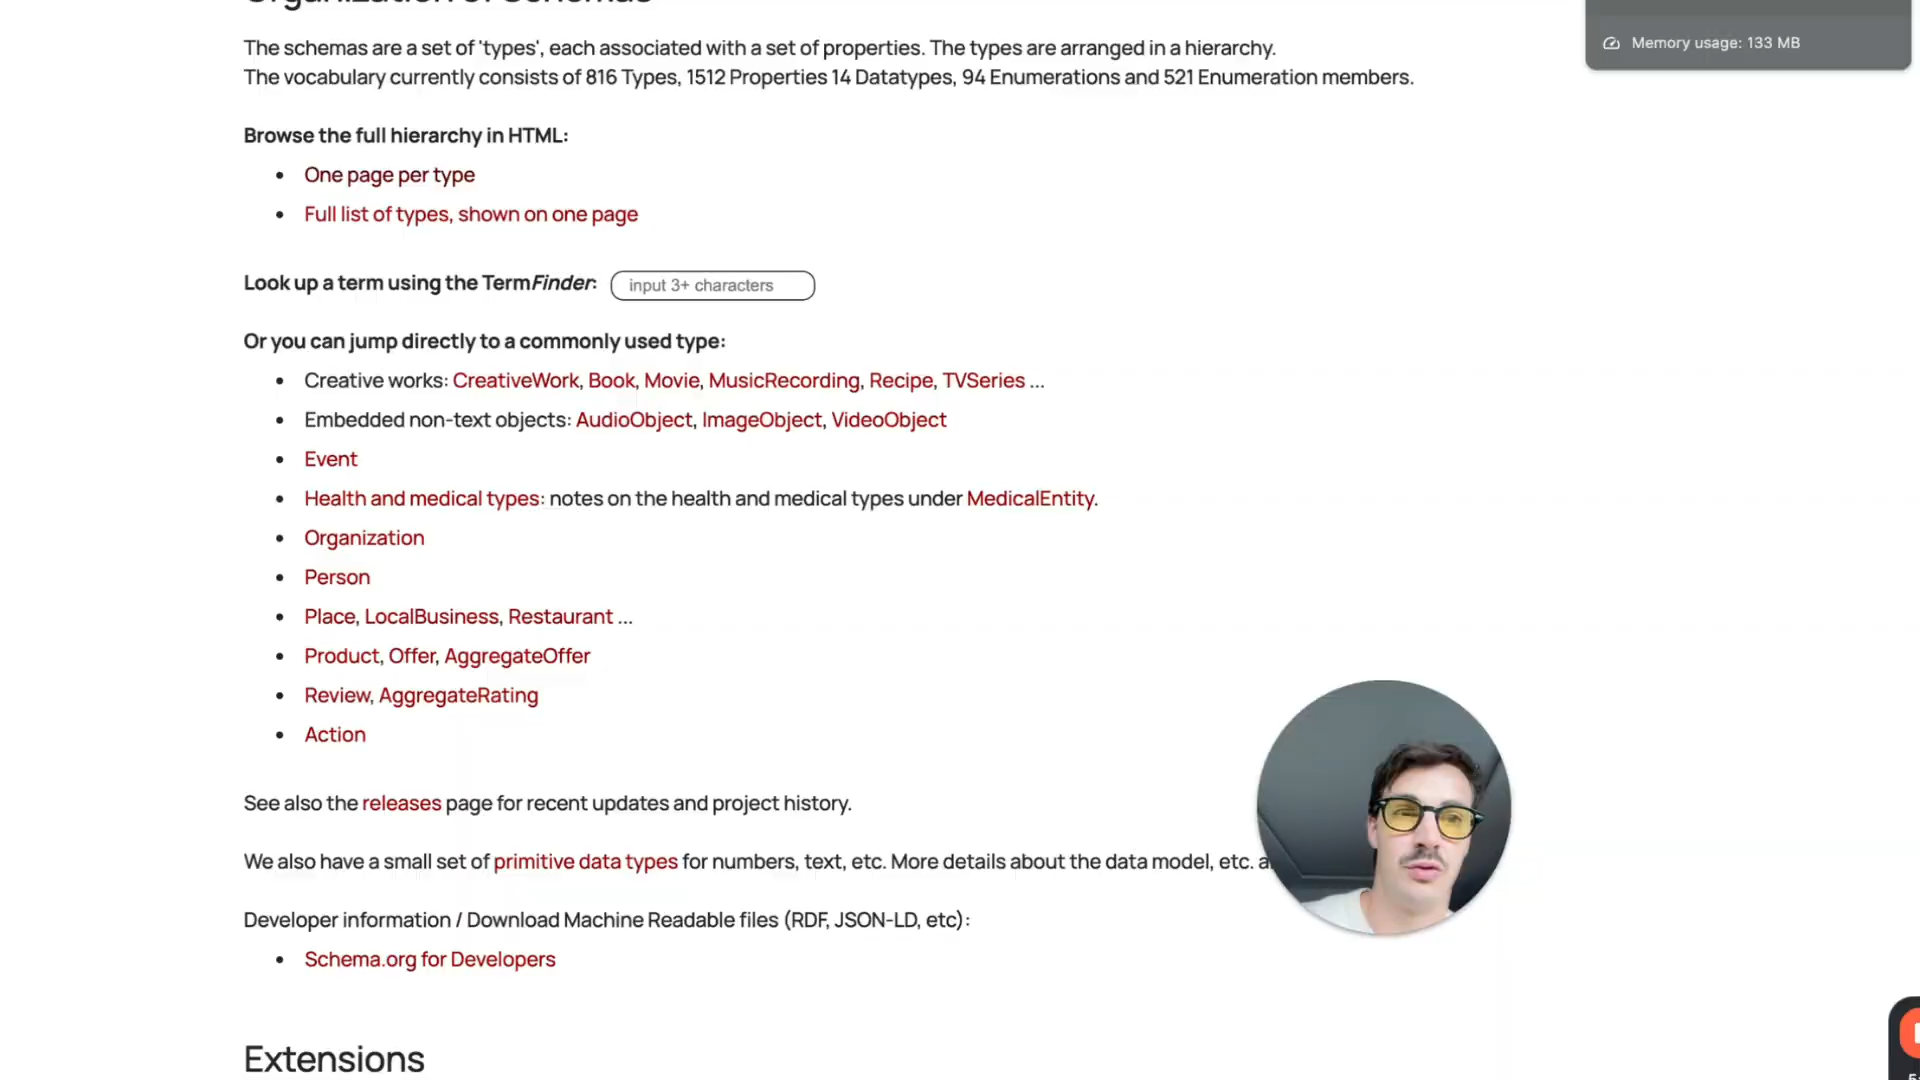 Organization of Schemas
The schemas are a set of 'types', each associated with a set of properties. The types are arranged in a hierarchy.
The vocabulary currently consists of 816 Types, 1512 Properties 14 Datatypes, 94 Enumerations and 521 Enumeration members.
Memory usage: 133 MB
Browse the full hierarchy in HTML:
• One page per type
• Full list of types, shown on one page
Look up a term using the TermFinder: input 3+ characters
Or you can jump directly to a commonly used type:
• Creative works: CreativeWork, Book, Movie, MusicRecording, Recipe, TVSeries ...
• Embedded non-text objects: AudioObject, ImageObject, VideoObject
• Event
• Health and medical types: notes on the health and medical types under MedicalEntity.
• Organization
• Person
• Place, LocalBusiness, Restaurant ...
• Product, Offer, AggregateOffer
• Review, AggregateRating
• Action
See also the releases page for recent updates and project history.
We also have a small set of primitive data types for numbers, text, etc. More details about the data model, etc.
Developer information / Download Machine Readable files (RDF, JSON-LD, etc):
• Schema.org for Developers
Extensions